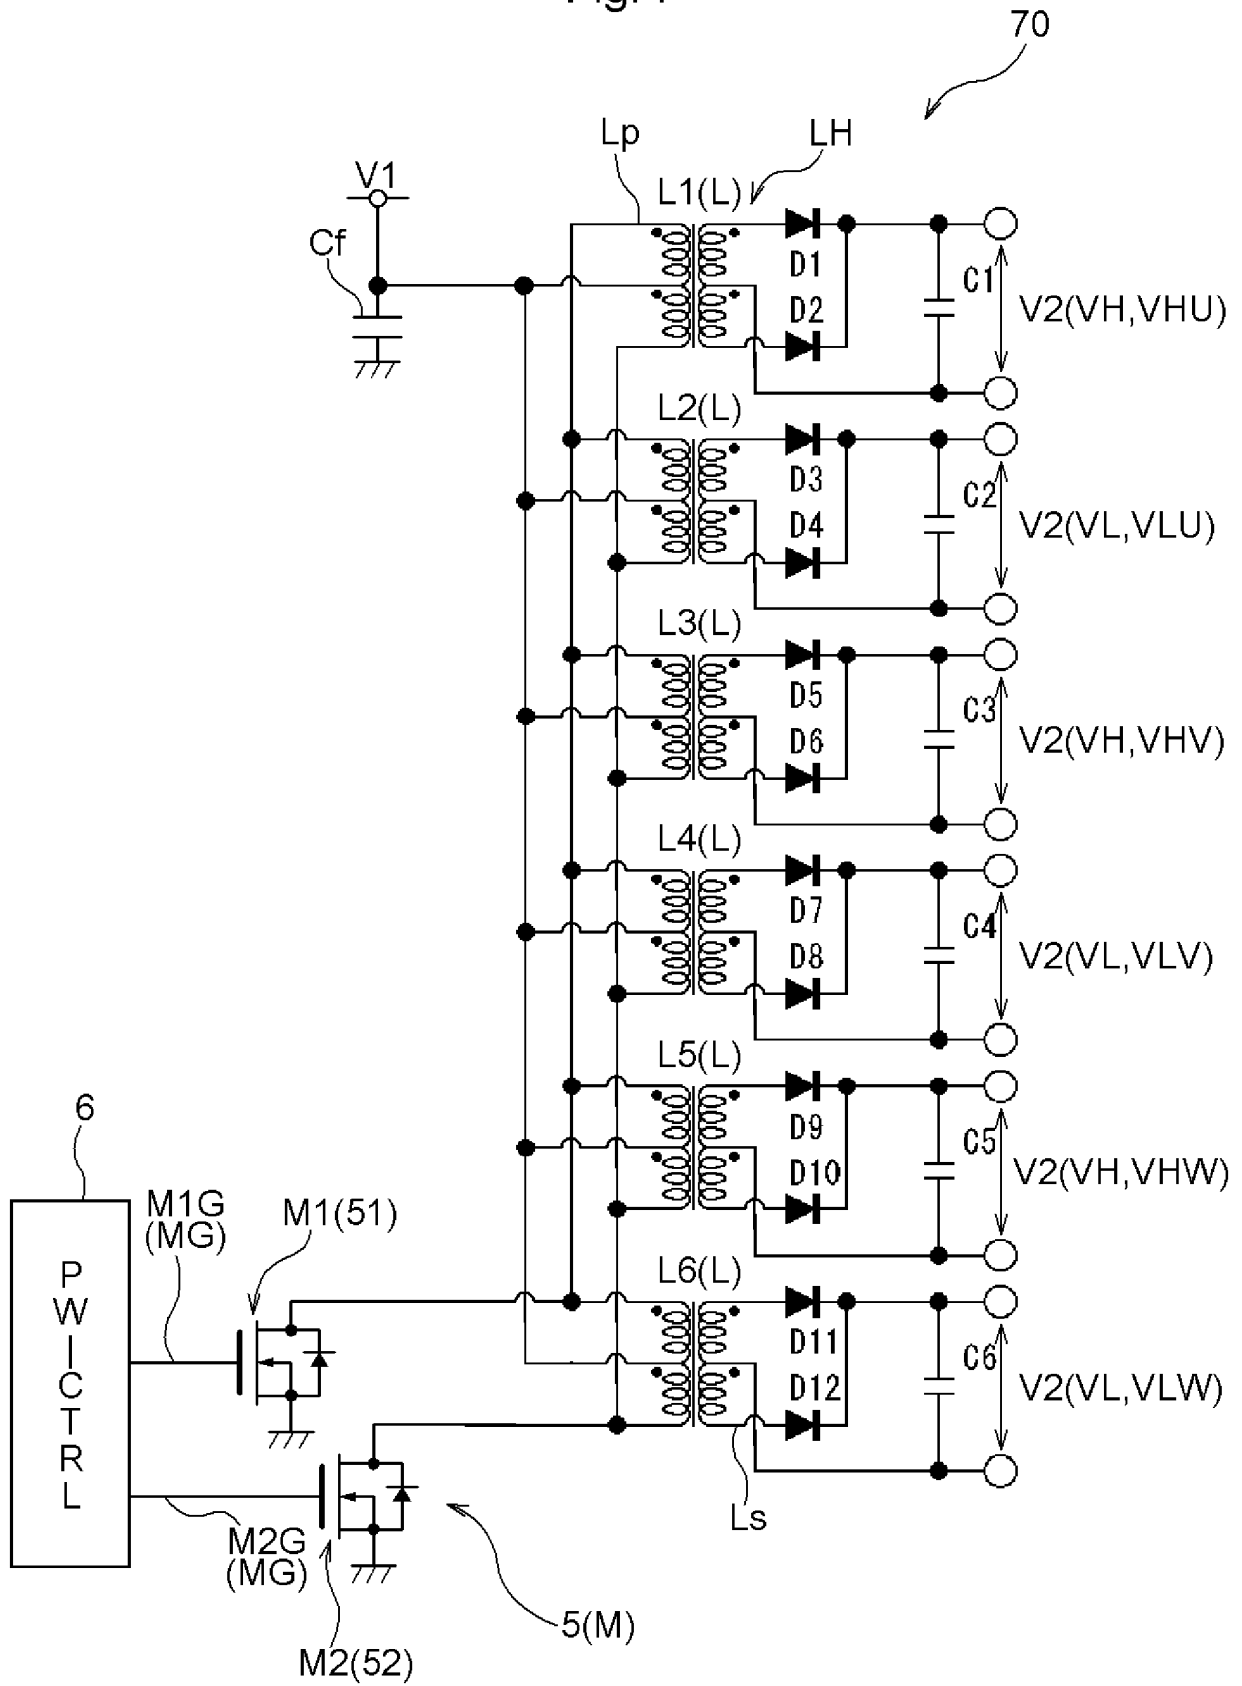 70
Lp
LH
V1
L1(L)
Cf
D1
C1
D2
V2(VH,VHU)
L2(L)
D3
C2
D4
V2(VL,VLU)
L3(L)
D5
C3
D6
V2(VH,VHV)
L4(L)
D7
C4
D8
V2(VL,VLV)
L5(L)
D9
C5
D10
V2(VH,VHW)
6
M1G
(MG)
M1(51)
L6(L)
PWICTRL
D11
C6
D12
V2(VL,VLW)
Ls
M2G
(MG)
5(M)
M2(52)